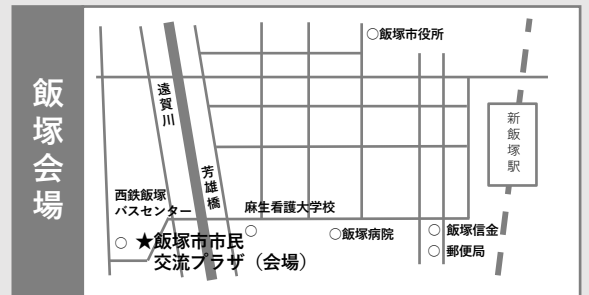 飯塚会場
○飯塚市役所
遠賀川
新飯塚駅
芳雄橋
西鉄飯塚
バスセンター
麻生看護大学校
○飯塚病院
○ 飯塚信金
○ 郵便局
○ ★飯塚市市民
交流プラザ（会場）